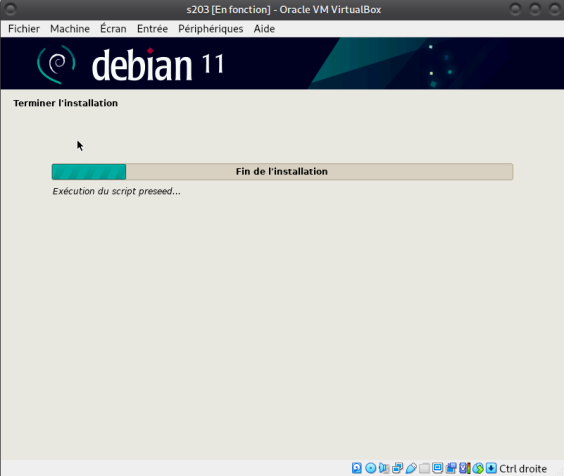 s203 [En fonction] - Oracle VM VirtualBox
Fichier Machine Écran Entrée Périphériques Aide
debian 11
Terminer l'installation
Fin de l'installation
Exécution du script preseed...
Ctrl droite